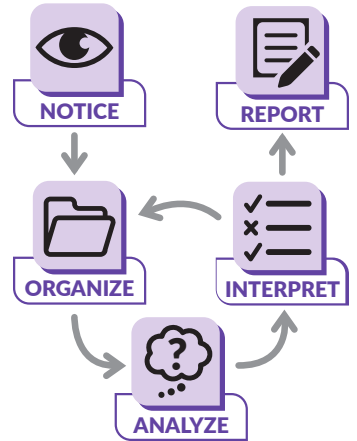 NOTICE
REPORT
ORGANIZE
INTERPRET
?
ANALYZE